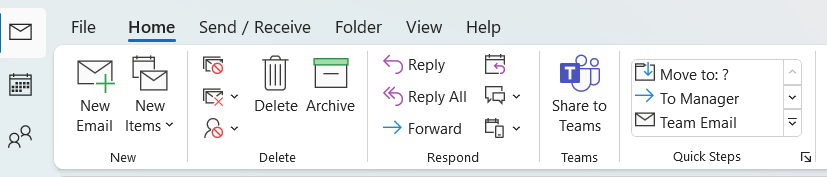 File Home Send / Receive Folder View Help
New Email
New Items
Delete
Archive
Reply
Reply All
Forward
Share to Teams
Move to: ?
To Manager
Team Email
New
Delete
Respond
Teams
Quick Steps